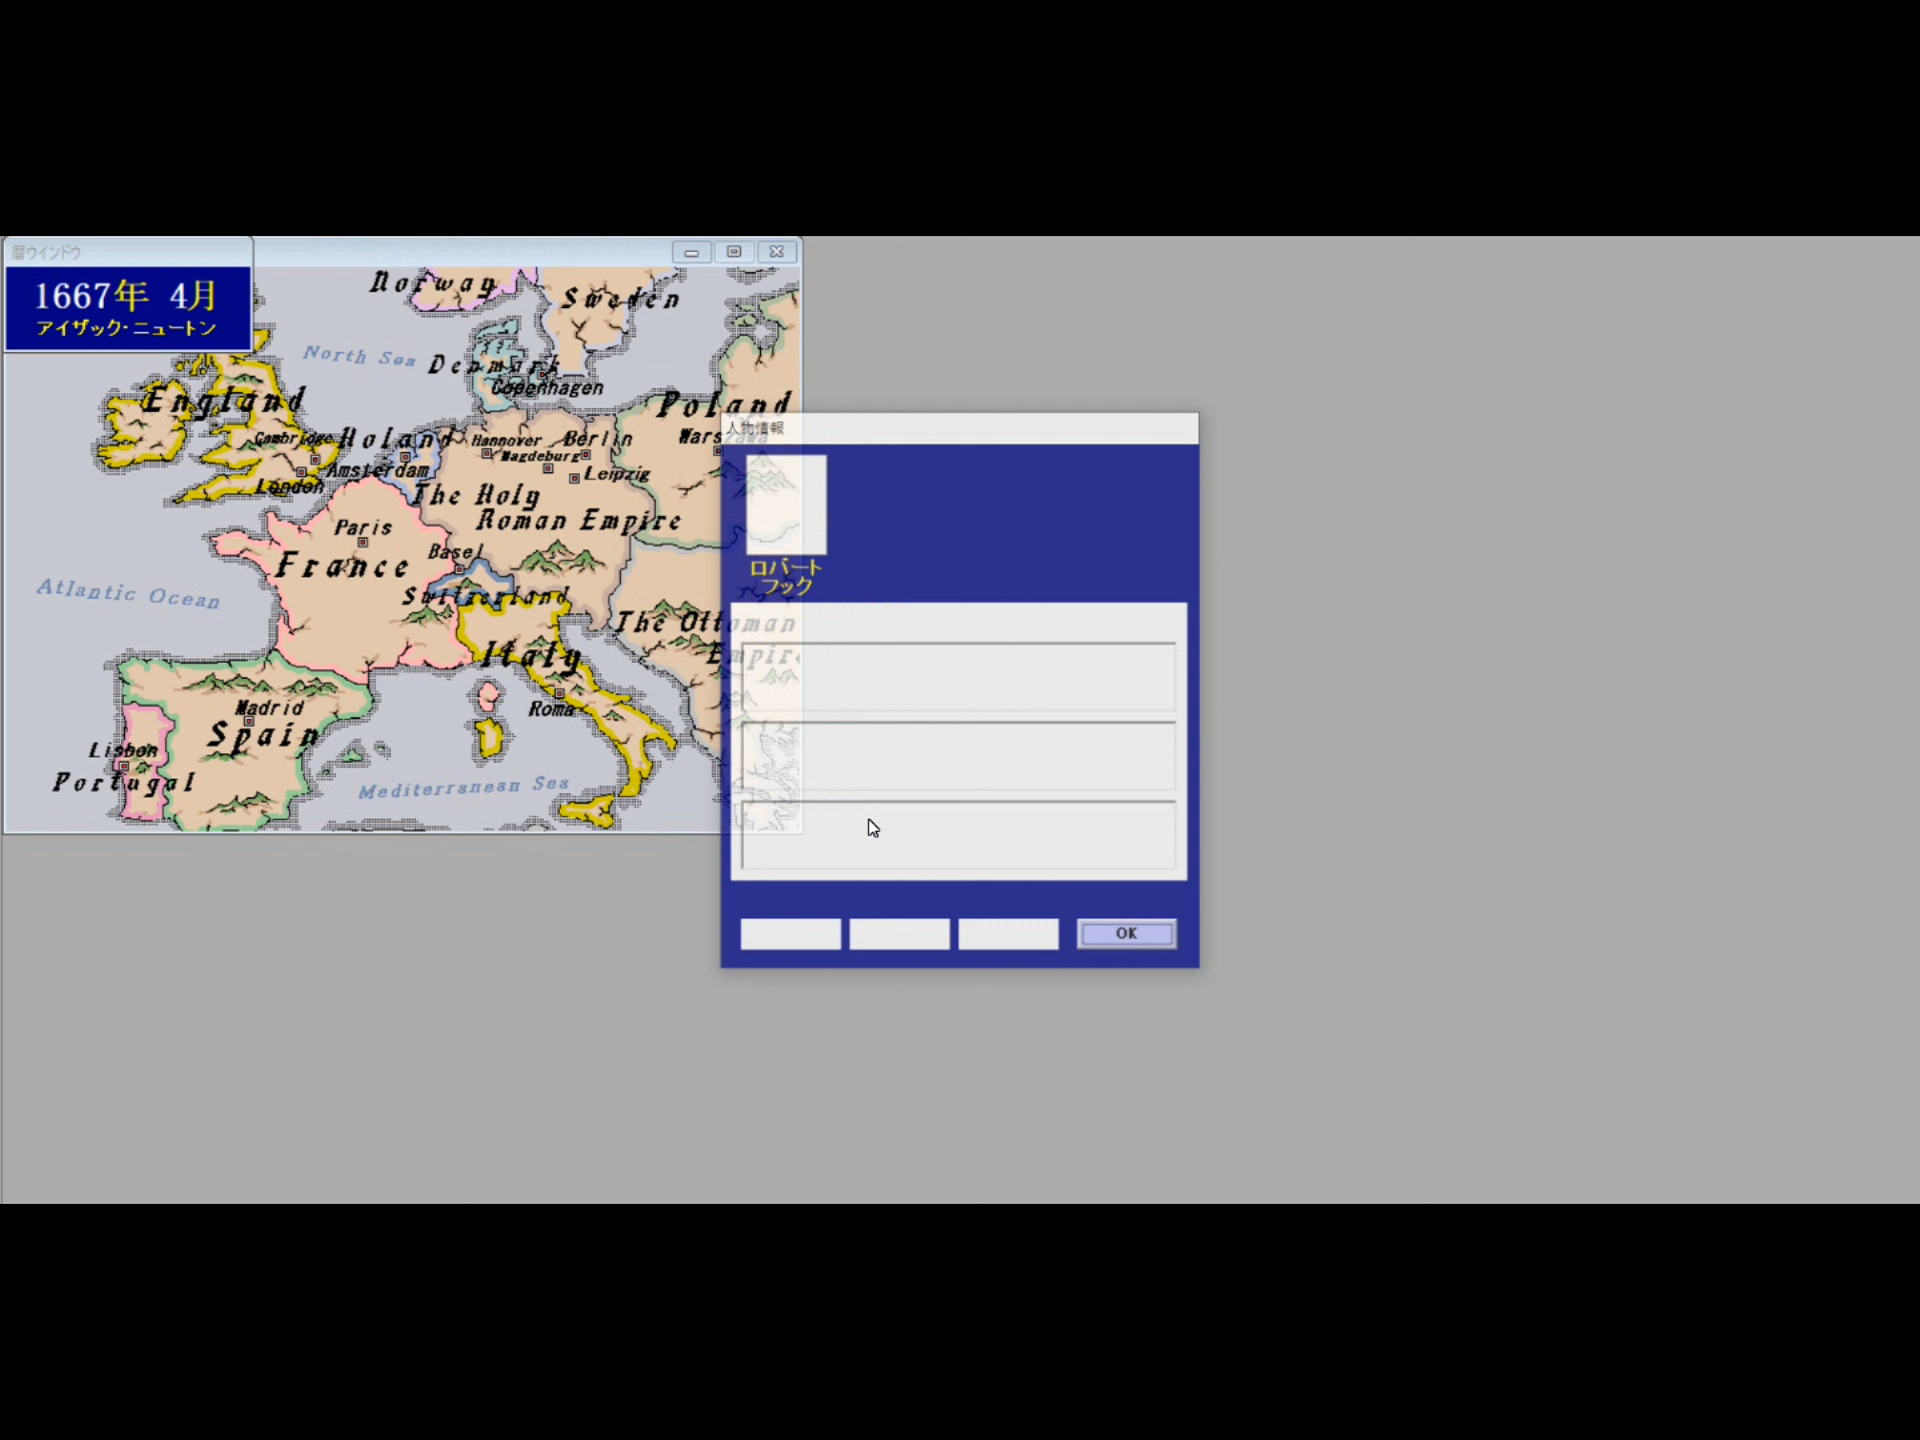 暦ウインドウ
1667年 4月
アイザック・ニュートン
Norway
Sweden
North Sea
Denmark
Copenhagen
England
Poland
Cambridge
Holand
Hannover
Berlin
Magdeburg
Warszawa
Amsterdam
Leipzig
London
The Holy
Roman Empire
Paris
Basel
France
Atlantic Ocean
Switzerland
The Ottoman
Empire
Italy
Roma
Madrid
Spain
Lisbon
Portugal
Mediterranean Sea
人物情報
ロバート
フック
OK